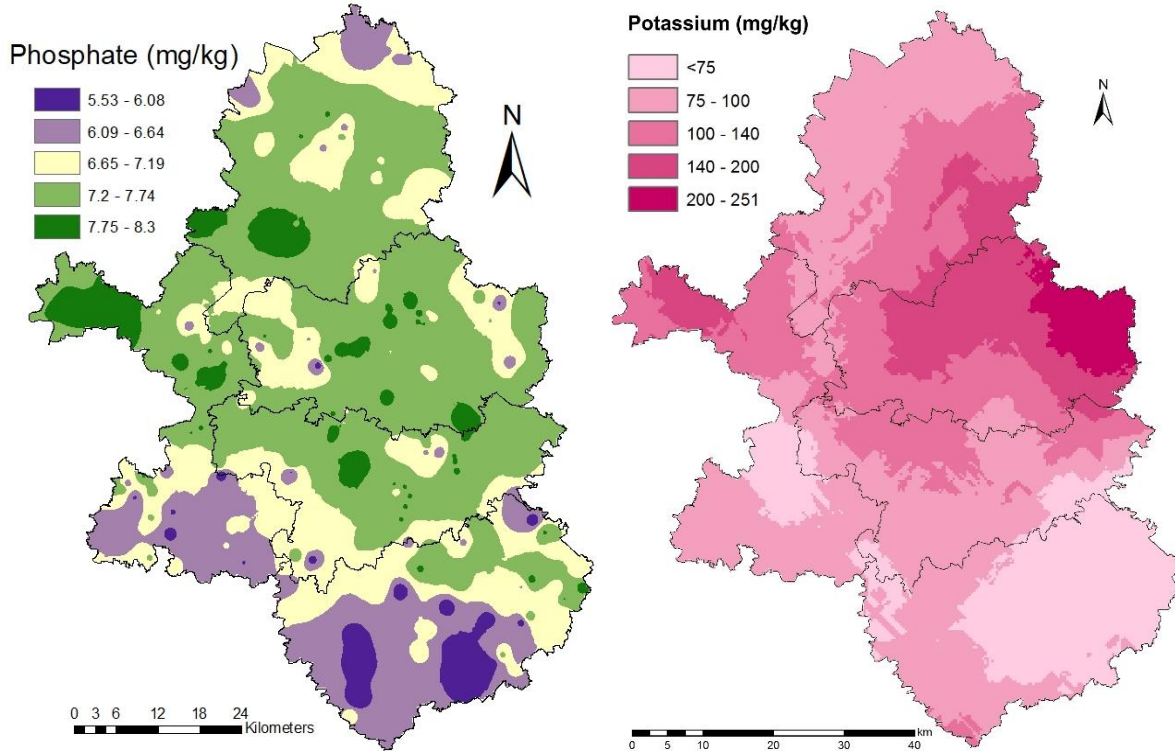 Phosphate (mg/kg)
5.53 - 6.08
6.09 - 6.64
6.65 - 7.19
7.2 - 7.74
7.75 - 8.3
N
0 3 6 12 18 24
Kilometers
Potassium (mg/kg)
<75
75 - 100
100 - 140
140 - 200
200 - 251
N
0 5 10 20 30 40
km